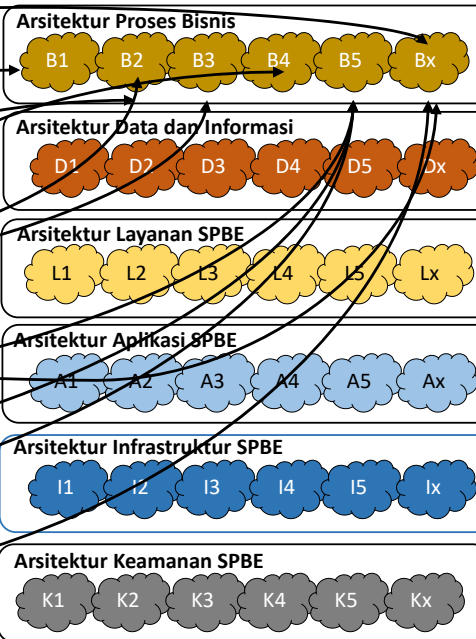 Arsitektur Proses Bisnis
B1 B2 B3 B4 B5 Bx
Arsitektur Data dan Informasi
D1 D2 D3 D4 D5 Dx
Arsitektur Layanan SPBE
L1 L2 L3 L4 L5 Lx
Arsitektur Aplikasi SPBE
A1 A2 A3 A4 A5 Ax
Arsitektur Infrastruktur SPBE
I1 I2 I3 I4 I5 Ix
Arsitektur Keamanan SPBE
K1 K2 K3 K4 K5 Kx